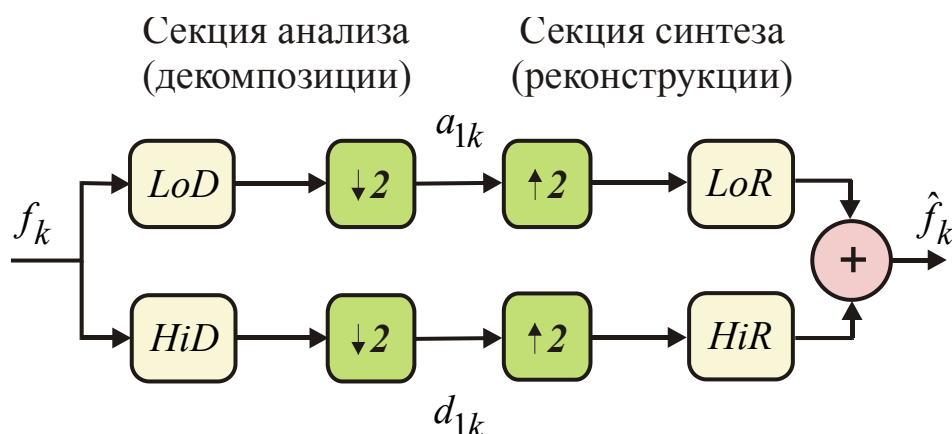 Секция анализа
(декомпозиции)
Секция синтеза
(реконструкции)
a1k
LoD
↓2
↑2
LoR
fk
f̂k
+
HiD
↓2
↑2
HiR
d1k